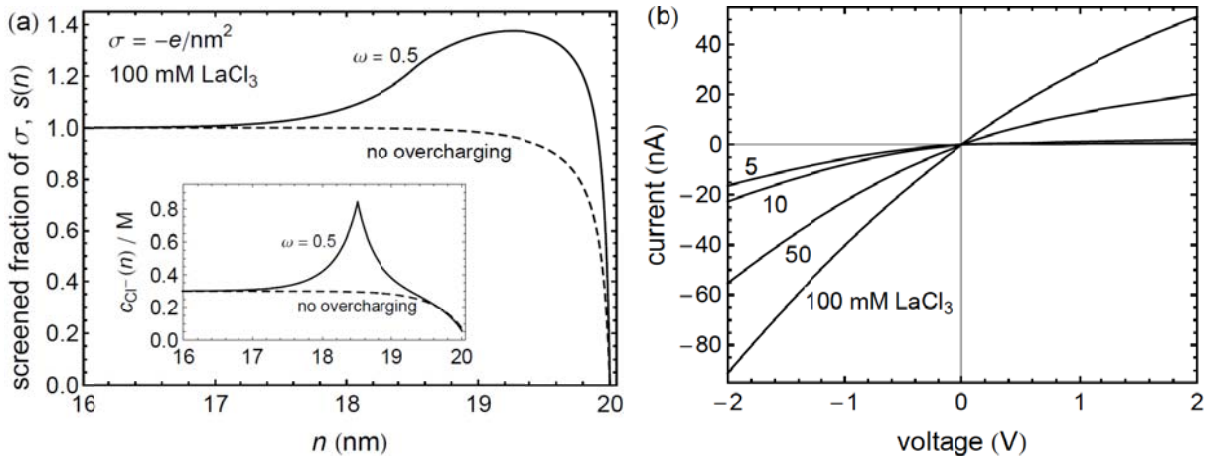 (a)
σ = −e/nm²
100 mM LaCl₃
ω = 0.5
no overcharging
screened fraction of σ, s(n)
1.4
1.2
1.0
0.8
0.6
0.4
0.2
0.0
16 17 18 19 20
n (nm)
c_Cl⁻(n) / M
0.8
0.6
0.4
0.2
0.0
ω = 0.5
no overcharging
16 17 18 19 20
(b)
current (nA)
40
20
0
−20
−40
−60
−80
5
10
50
100 mM LaCl₃
−2 −1 0 1 2
voltage (V)